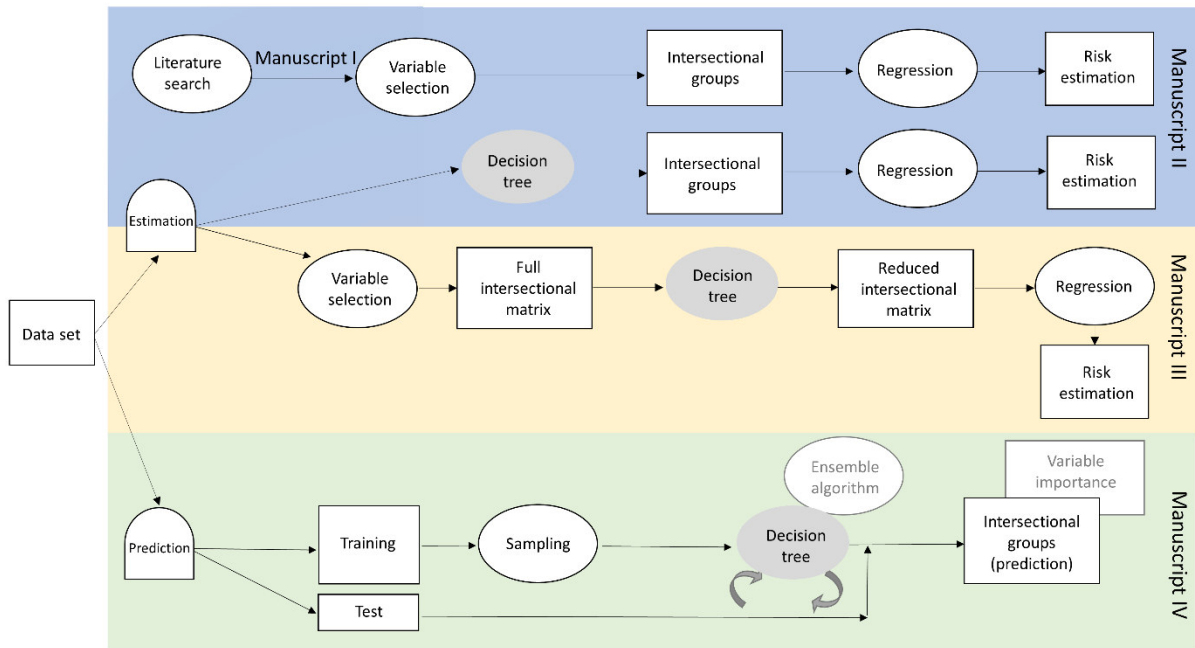 Manuscript I
Literature
search
Variable
selection
Intersectional
groups
Regression
Risk
estimation
Manuscript II
Decision
tree
Intersectional
groups
Regression
Risk
estimation
Estimation
Variable
selection
Full
intersectional
matrix
Decision
tree
Reduced
intersectional
matrix
Regression
Manuscript III
Data set
Risk
estimation
Ensemble
algorithm
Variable
importance
Prediction
Training
Sampling
Decision
tree
Intersectional
groups
(prediction)
Manuscript IV
Test